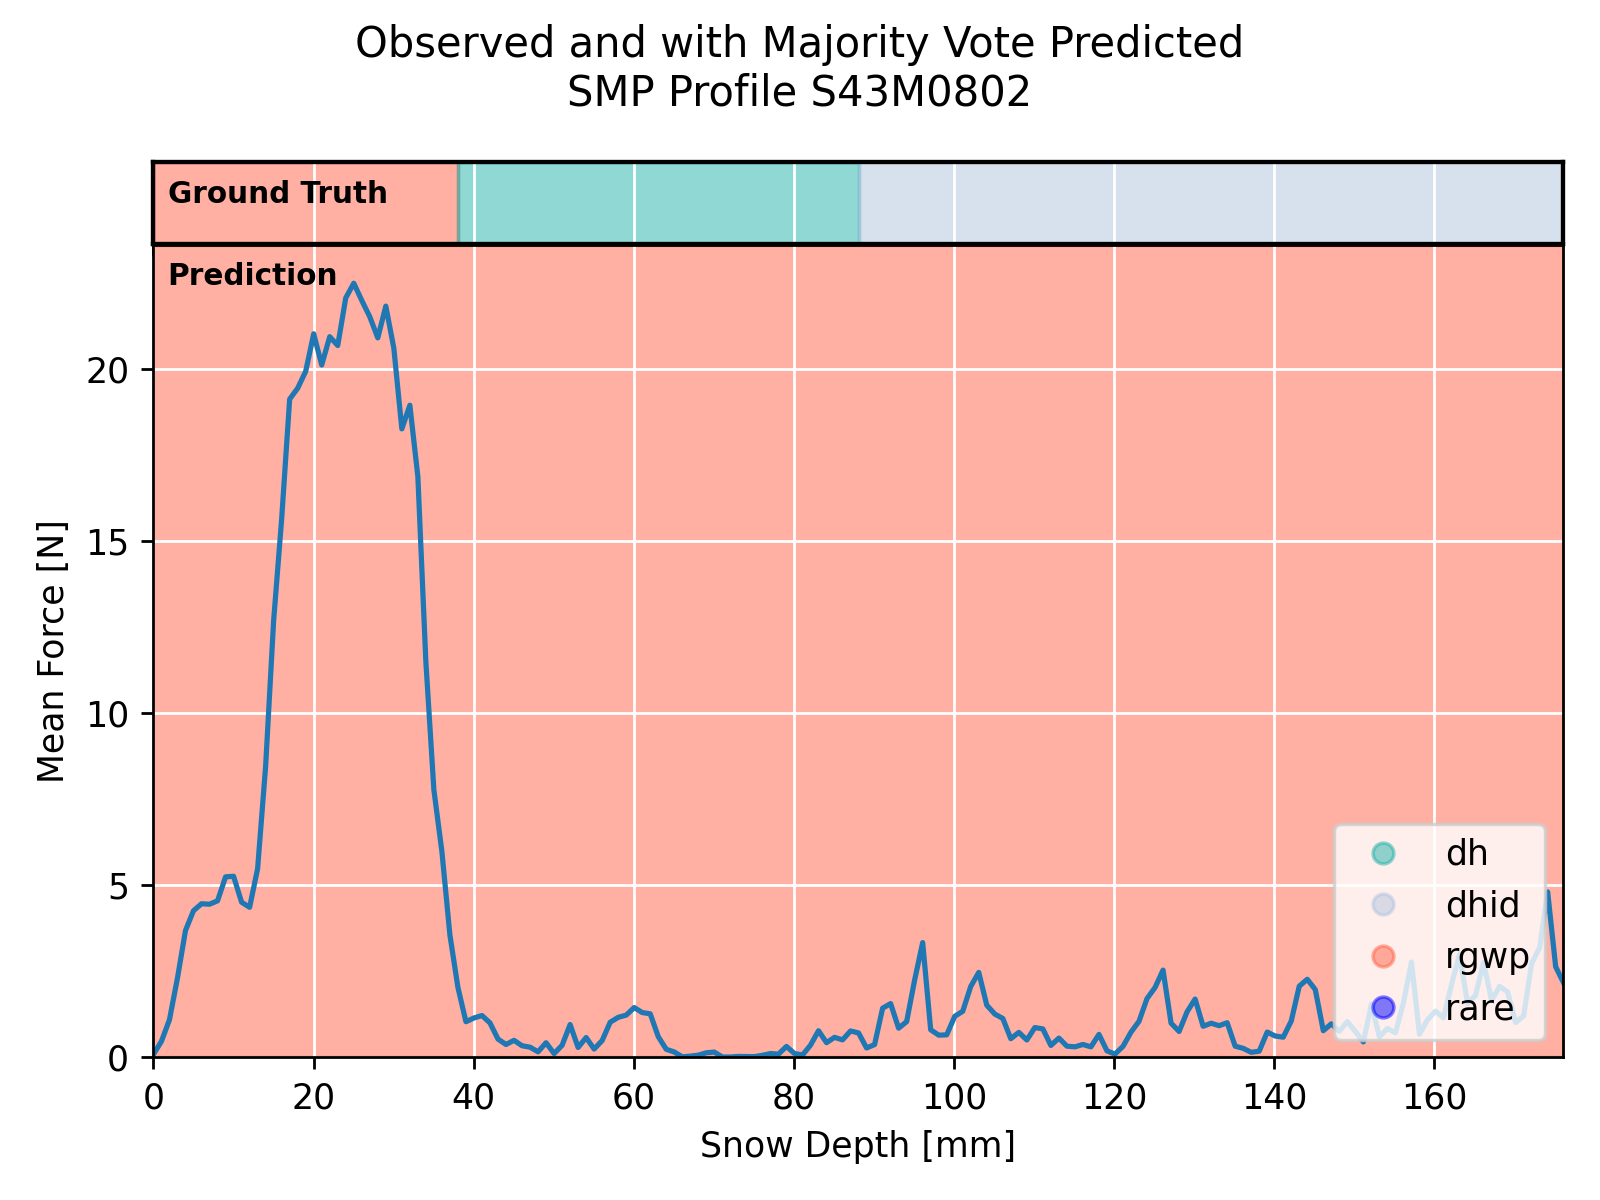 Observed and with Majority Vote Predicted
SMP Profile S43M0802
Ground Truth
Prediction
Mean Force [N]
20
15
10
5
0
dh
dhid
rgwp
rare
0 20 40 60 80 100 120 140 160
Snow Depth [mm]